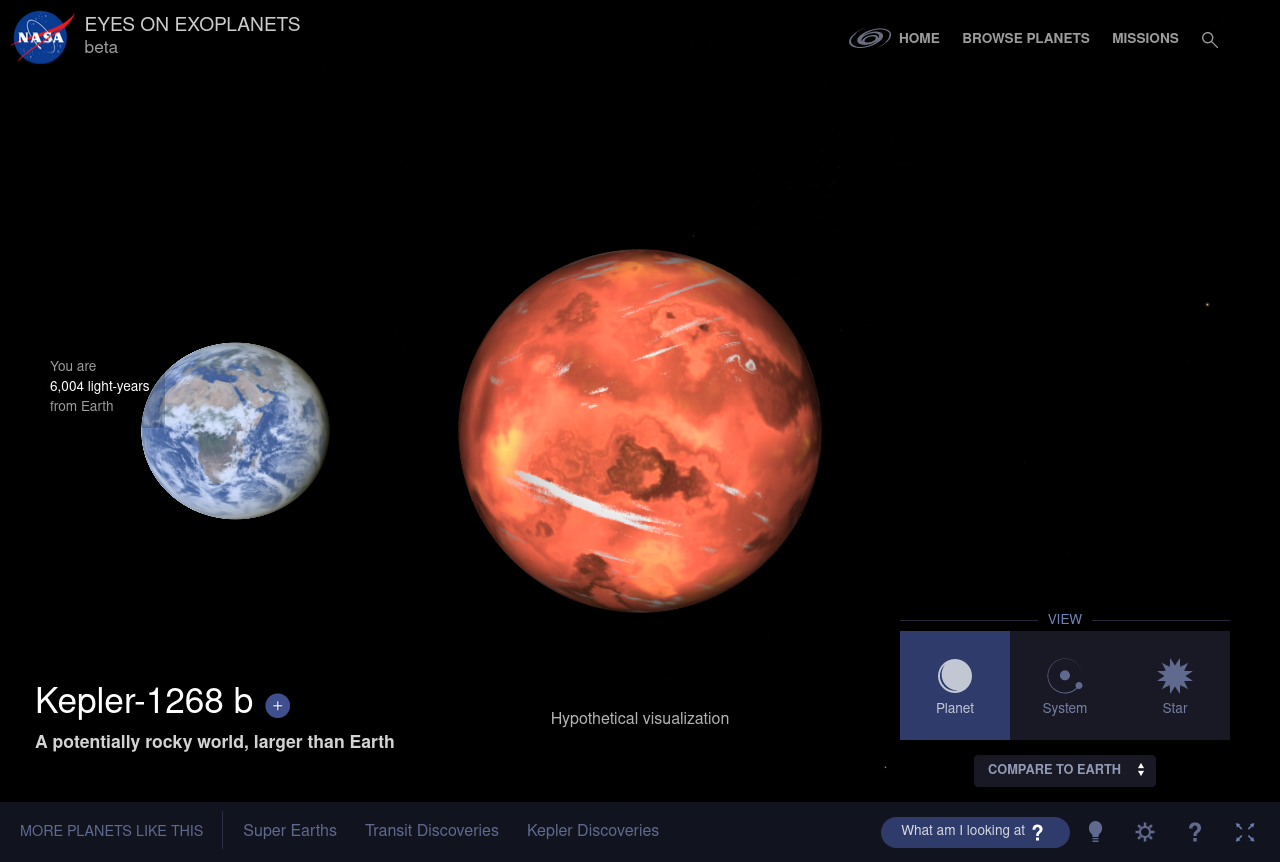 NASA
EYES ON EXOPLANETS
beta
HOME
BROWSE PLANETS
MISSIONS
You are
6,004 light-years
from Earth
VIEW
Planet
System
Star
Kepler-1268 b +
A potentially rocky world, larger than Earth
Hypothetical visualization
COMPARE TO EARTH
MORE PLANETS LIKE THIS
Super Earths
Transit Discoveries
Kepler Discoveries
What am I looking at ?
?